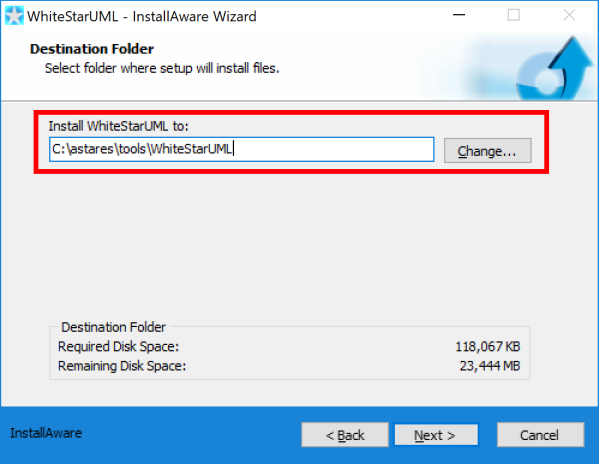 WhiteStarUML - InstallAware Wizard
Destination Folder
Select folder where setup will install files.
Install WhiteStarUML to:
C:\astares\tools\WhiteStarUML
Change...
Destination Folder
Required Disk Space: 118,067 KB
Remaining Disk Space: 23,444 MB
InstallAware
< Back
Next >
Cancel